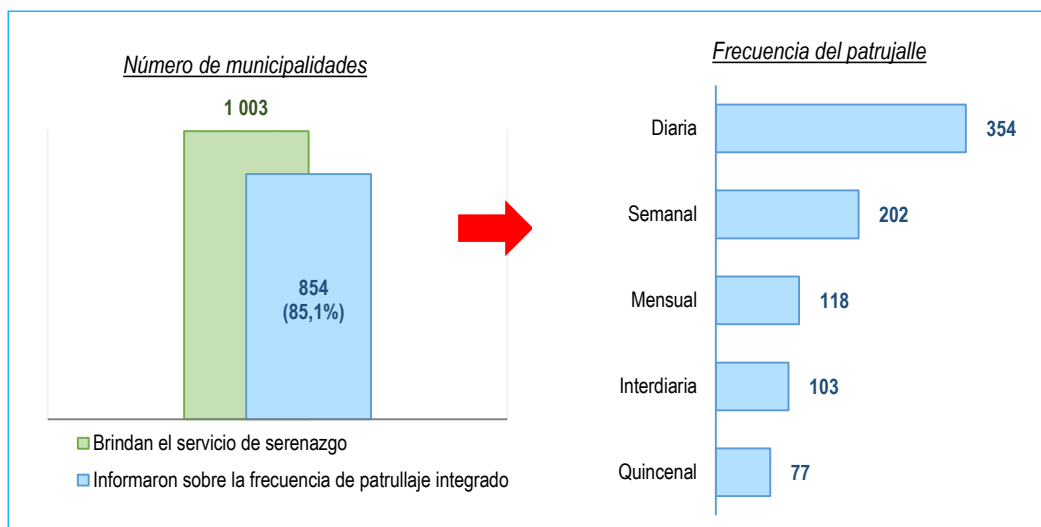 Número de municipalidades
1 003
854
(85,1%)
Brindan el servicio de serenazgo
Informaron sobre la frecuencia de patrullaje integrado
Frecuencia del patrujalle
Diaria
354
Semanal
202
Mensual
118
Interdiaria
103
Quincenal
77